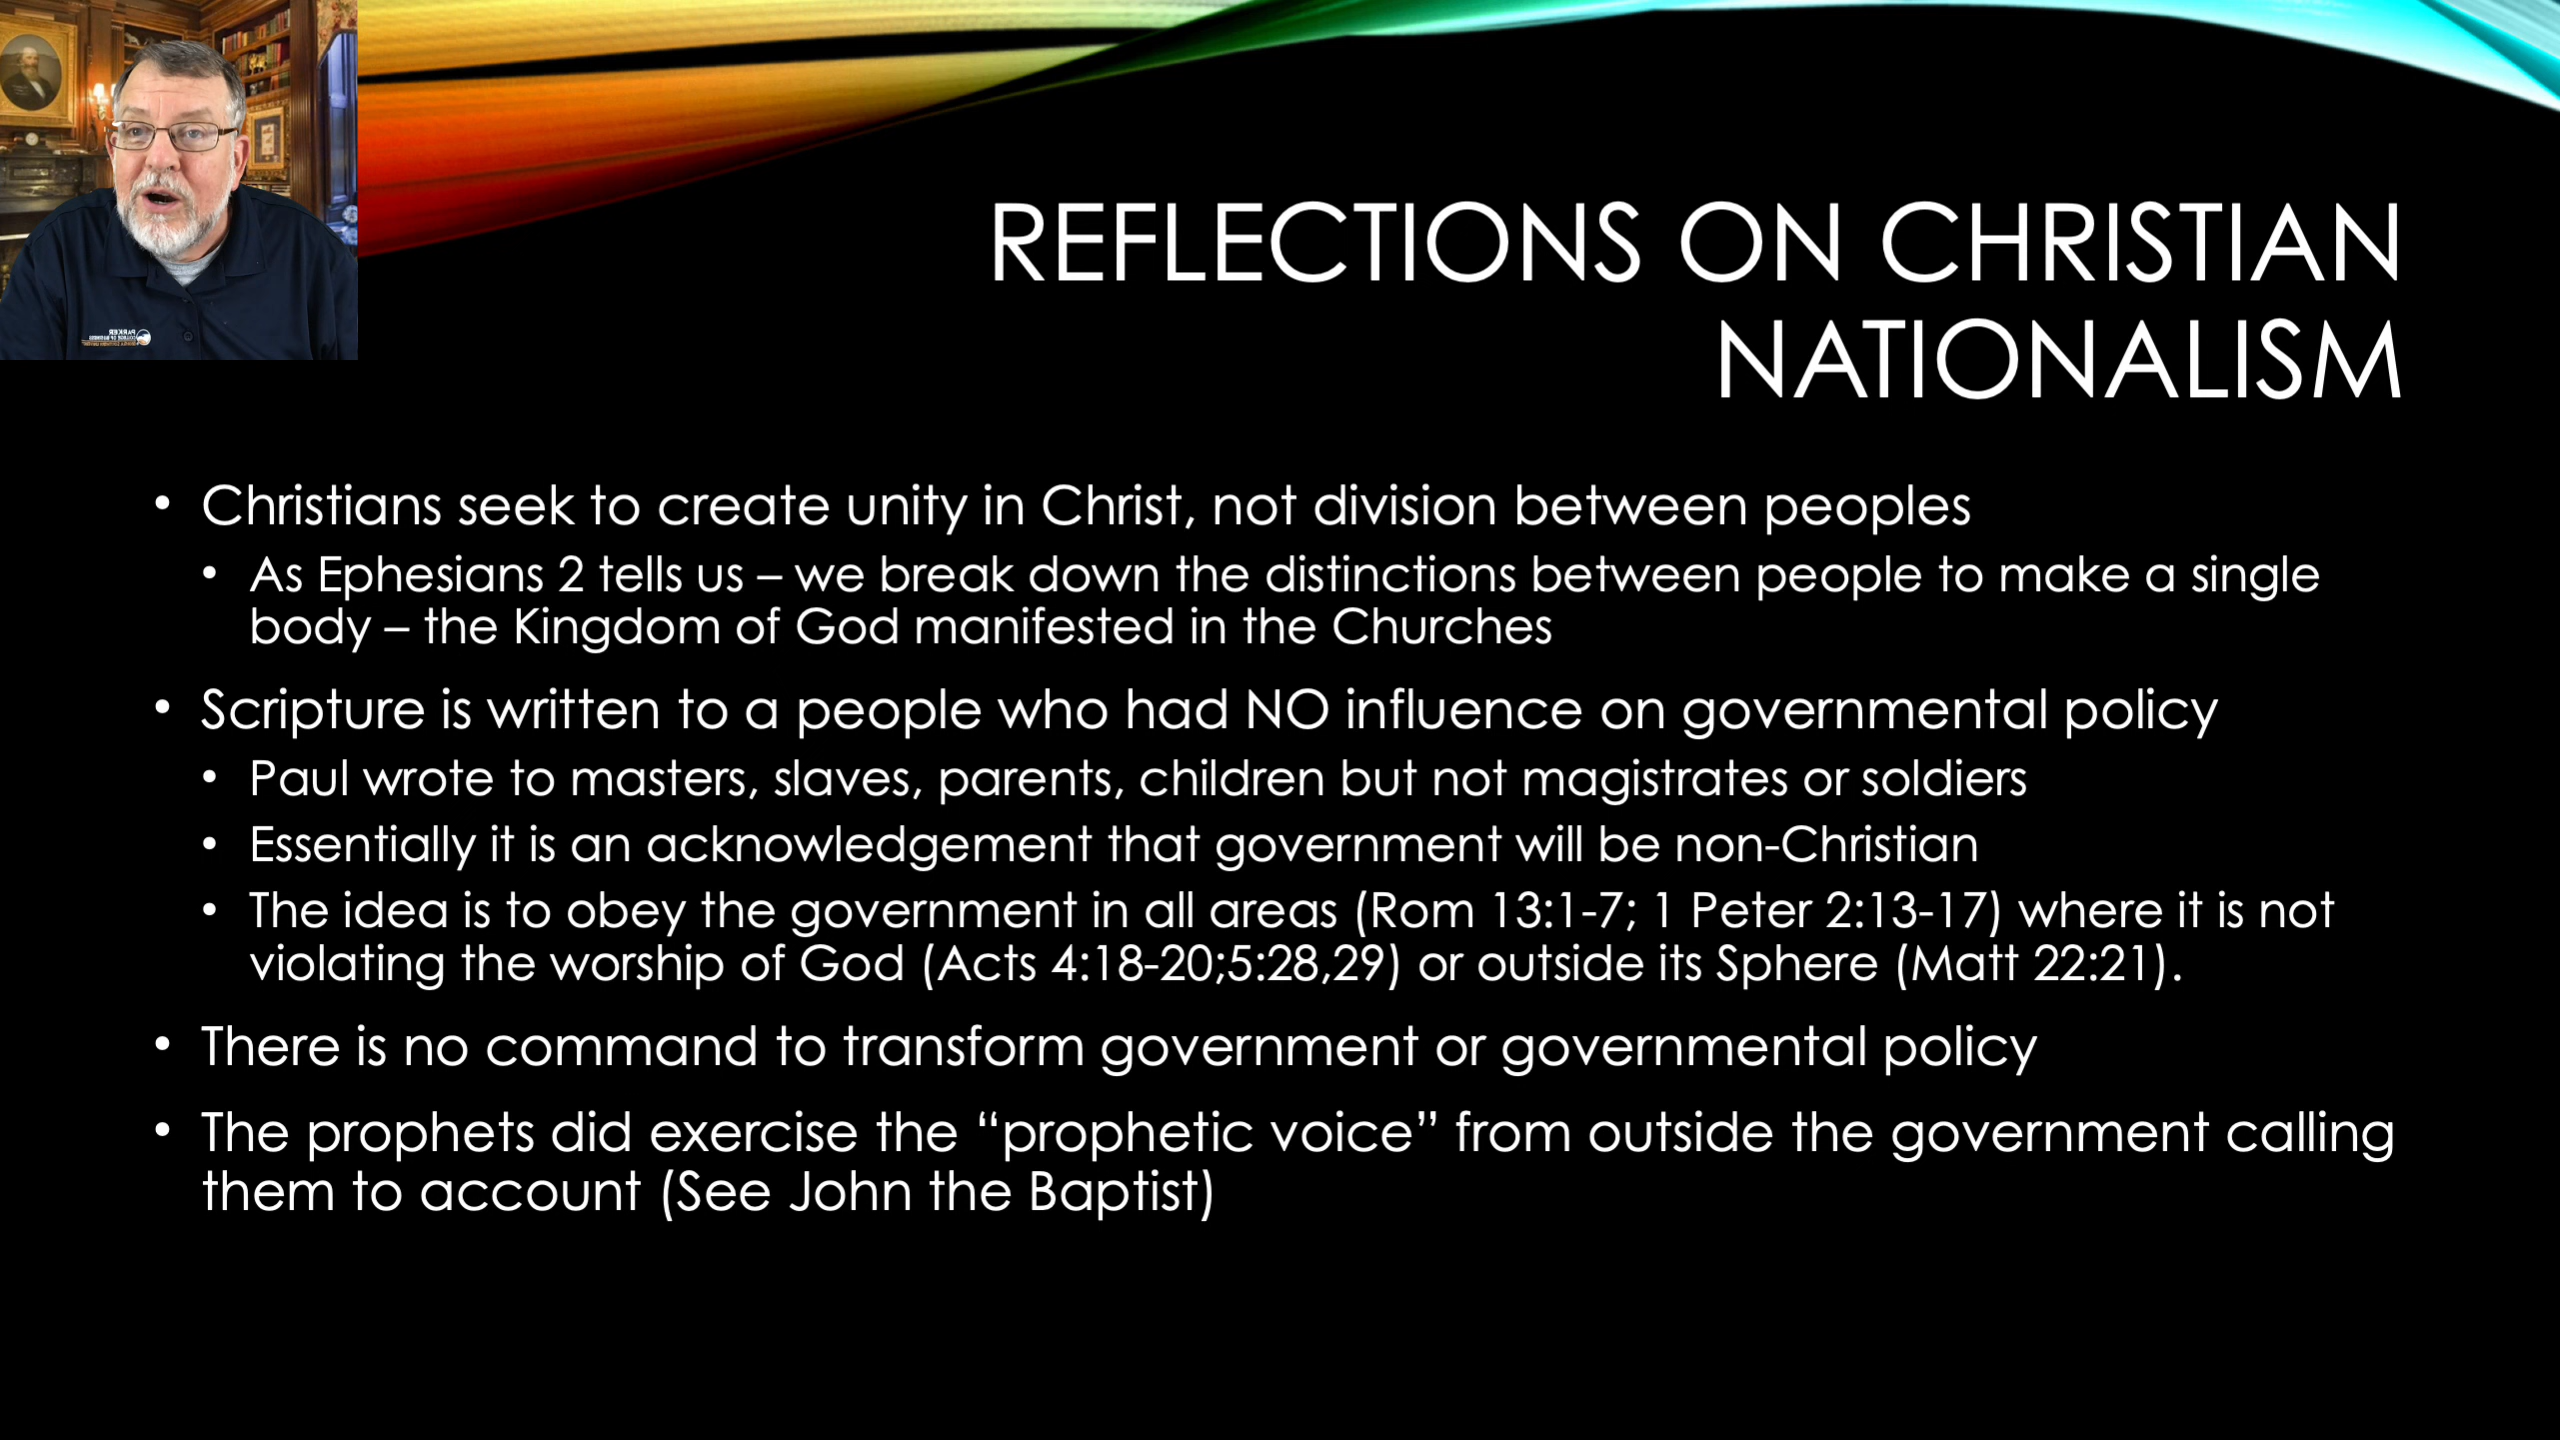 REFLECTIONS ON CHRISTIAN
NATIONALISM
• Christians seek to create unity in Christ, not division between peoples
• As Ephesians 2 tells us – we break down the distinctions between people to make a single
body – the Kingdom of God manifested in the Churches
• Scripture is written to a people who had NO influence on governmental policy
• Paul wrote to masters, slaves, parents, children but not magistrates or soldiers
• Essentially it is an acknowledgement that government will be non-Christian
• The idea is to obey the government in all areas (Rom 13:1-7; 1 Peter 2:13-17) where it is not
violating the worship of God (Acts 4:18-20;5:28,29) or outside its Sphere (Matt 22:21).
• There is no command to transform government or governmental policy
• The prophets did exercise the “prophetic voice” from outside the government calling
them to account (See John the Baptist)
PARKER
COLLEGE OF BUSINESS